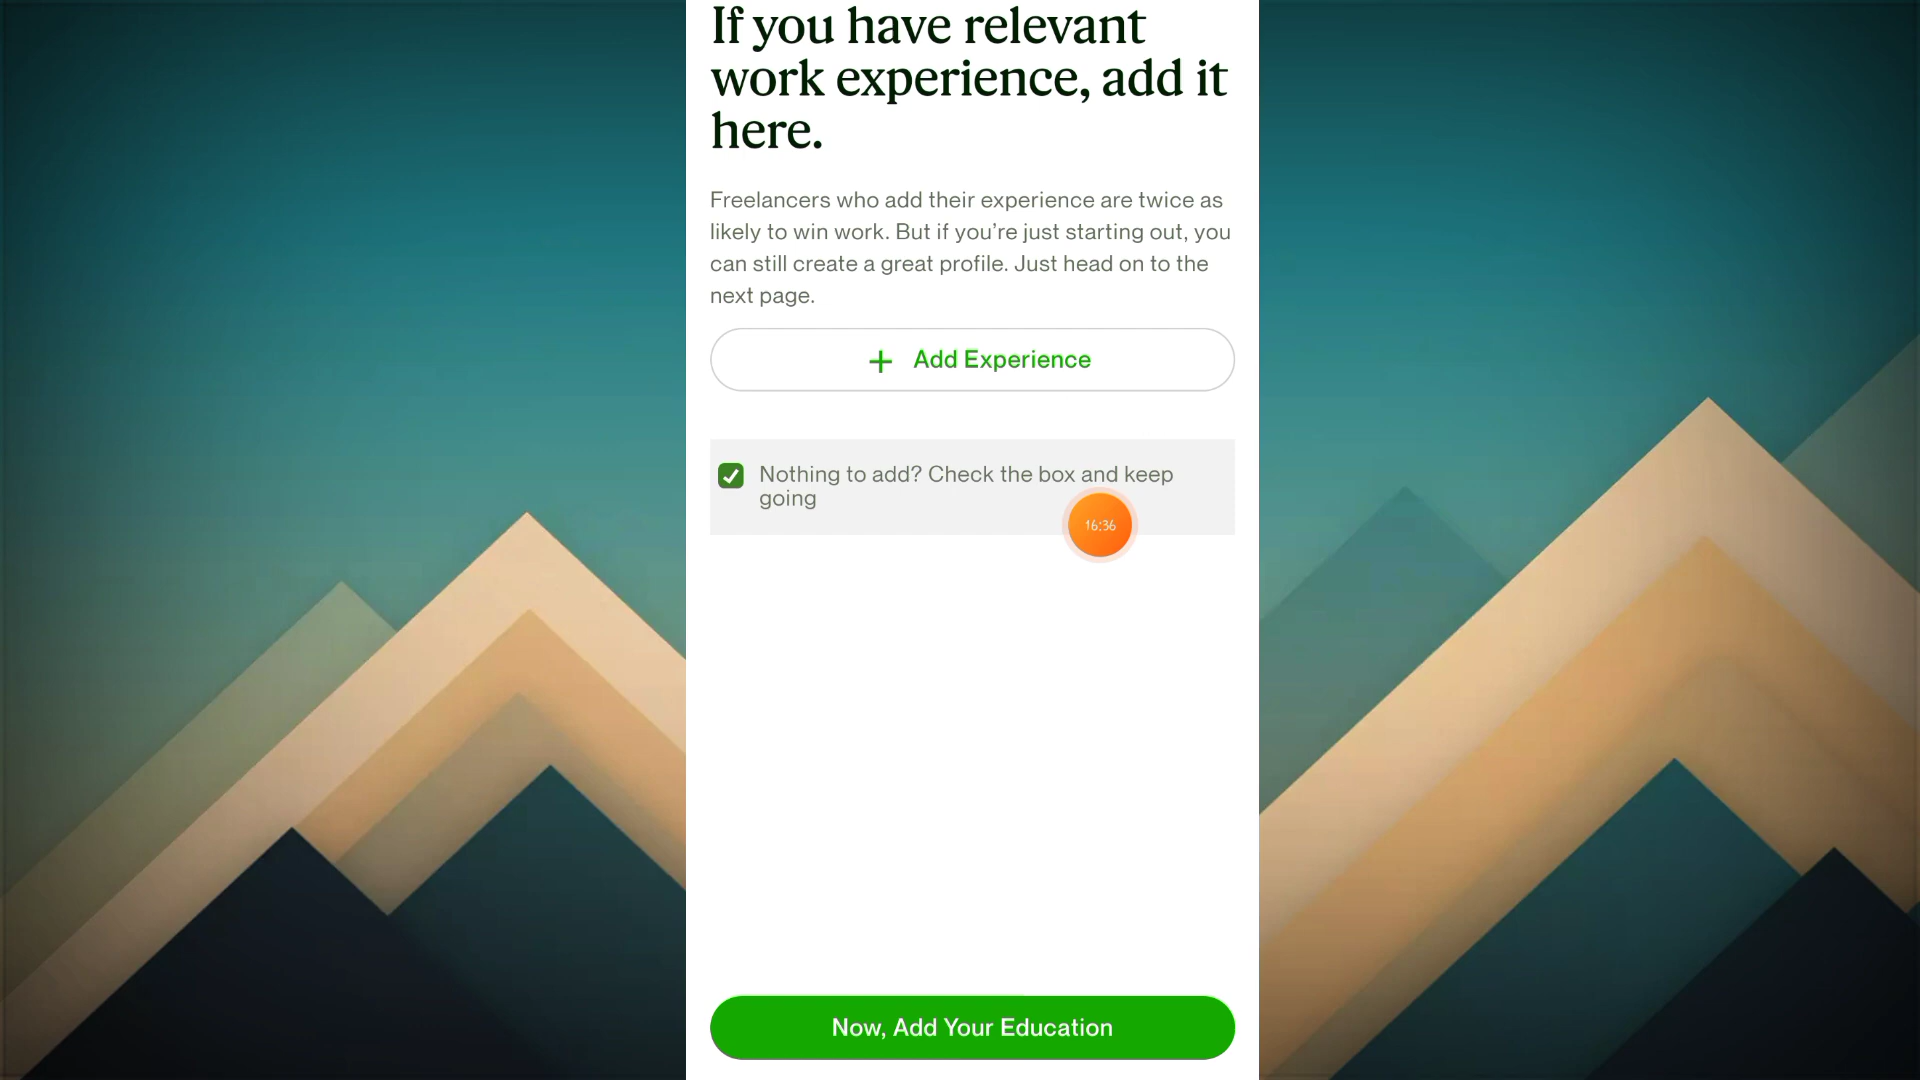 If you have relevant
work experience, add it
here.
Freelancers who add their experience are twice as
likely to win work. But if you’re just starting out, you
can still create a great profile. Just head on to the
next page.
+ Add Experience
Nothing to add? Check the box and keep
going
16:36
Now, Add Your Education